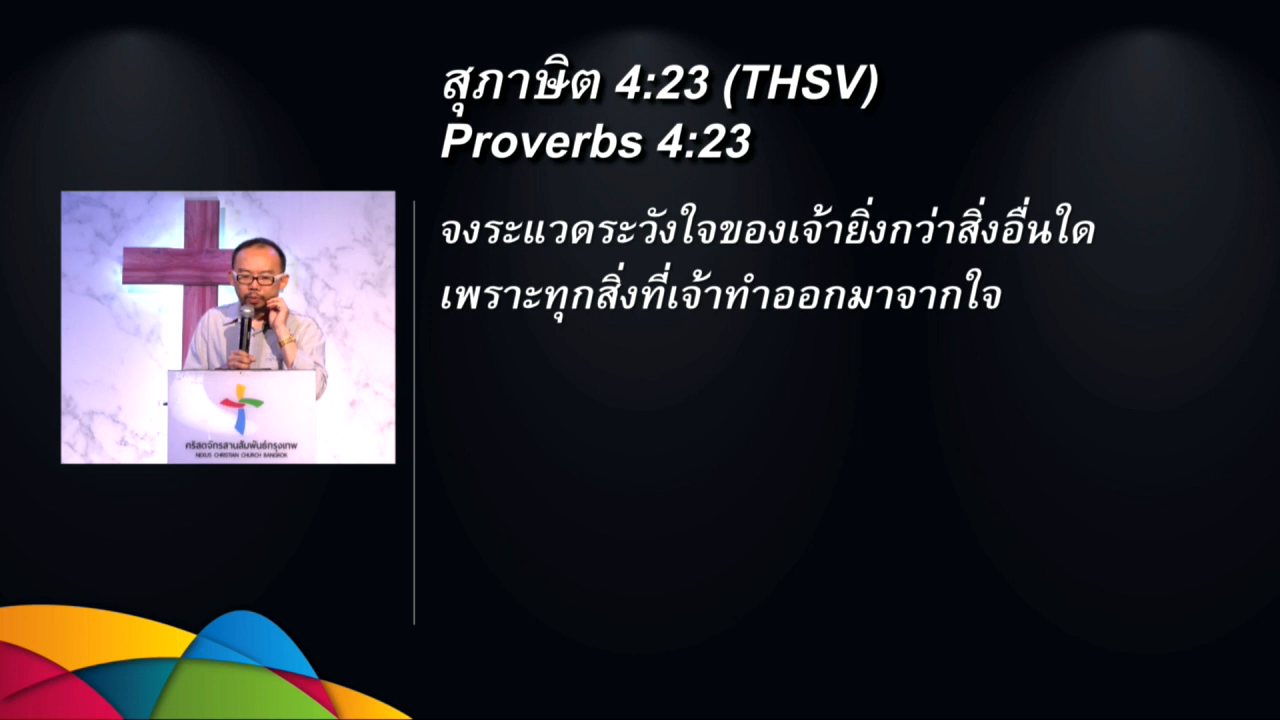 สุภาษิต 4:23 (THSV)
Proverbs 4:23
จงระแวดระวังใจของเจ้ายิ่งกว่าสิ่งอื่นใด
เพราะทุกสิ่งที่เจ้าทำออกมาจากใจ
คริสตจักรสานสัมพันธ์กรุงเทพ
NEXUS CHRISTIAN CHURCH BANGKOK